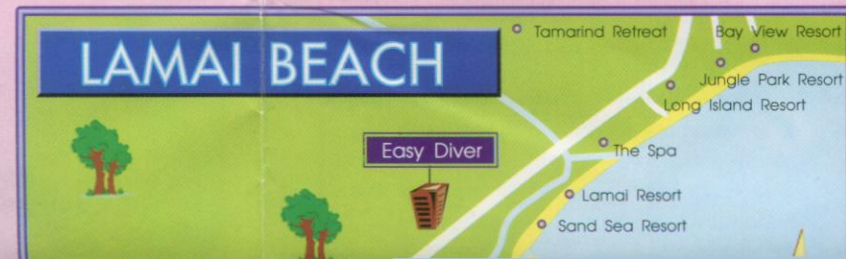 LAMAI BEACH
Tamarind Retreat
Bay View Resort
Jungle Park Resort
Long Island Resort
Easy Diver
The Spa
Lamai Resort
Sand Sea Resort